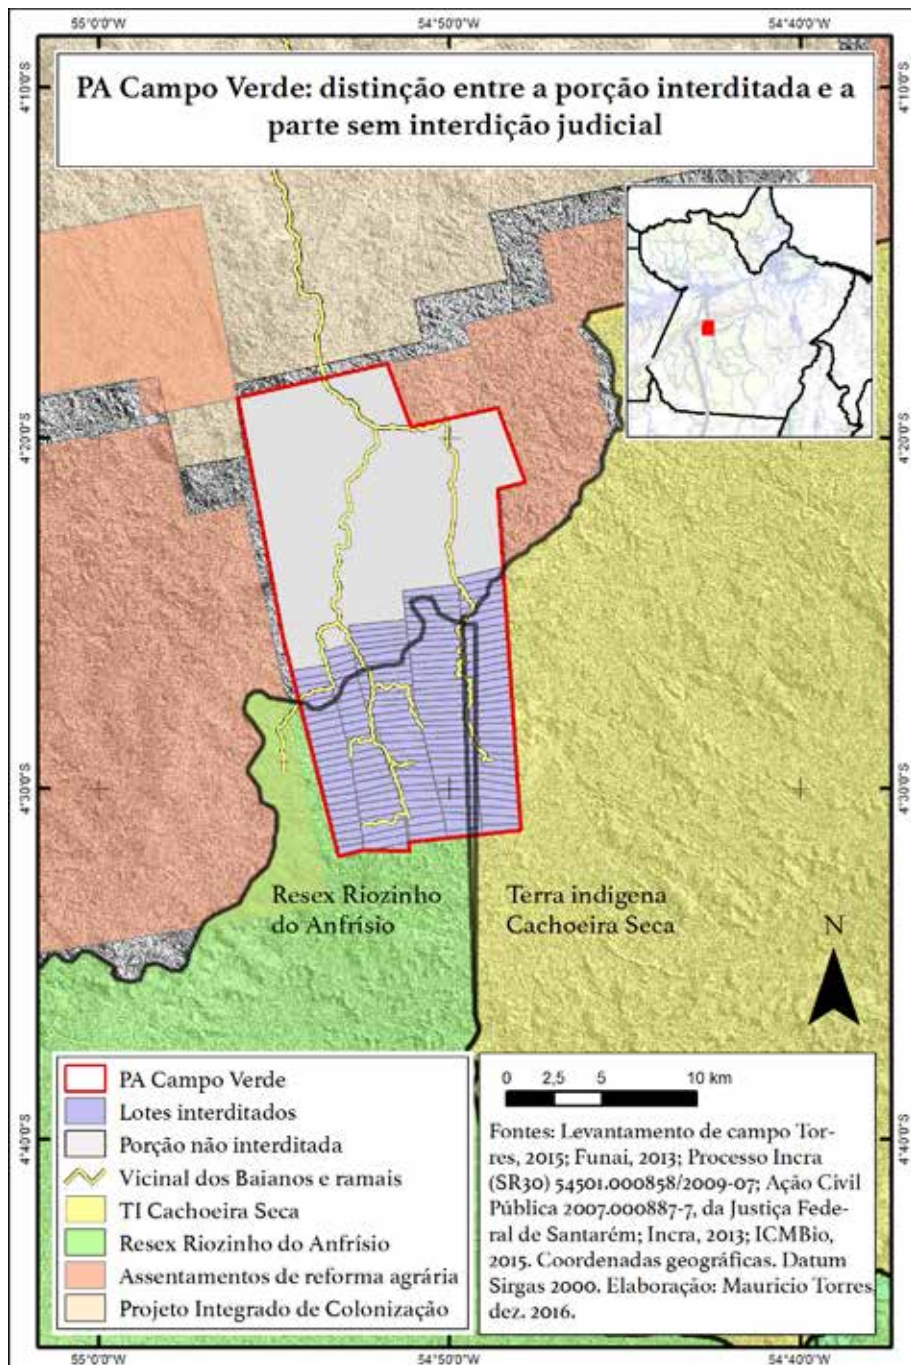 55°0'0"W 54°50'0"W 54°40'0"W
PA Campo Verde: distinção entre a porção interditada e a
parte sem interdição judicial
4°10'0"S 4°10'0"S
4°20'0"S 4°20'0"S
4°30'0"S 4°30'0"S
Resex Riozinho
do Anfrísio
Terra indígena
Cachoeira Seca
N
PA Campo Verde
Lotes interditados
Porção não interditada
Vicinal dos Baianos e ramais
TI Cachoeira Seca
Resex Riozinho do Anfrísio
Assentamentos de reforma agrária
Projeto Integrado de Colonização
0 2,5 5 10 km
Fontes: Levantamento de campo Tor-
res, 2015; Funai, 2013; Processo Incra
(SR30) 54501.000858/2009-07; Ação Civil
Pública 2007.000887-7, da Justiça Fede-
ral de Santarém; Incra, 2013; ICMBio,
2015. Coordenadas geográficas. Datum
Sirgas 2000. Elaboração: Mauricio Torres
dez. 2016.
4°40'0"S 4°40'0"S
55°0'0"W 54°50'0"W 54°40'0"W